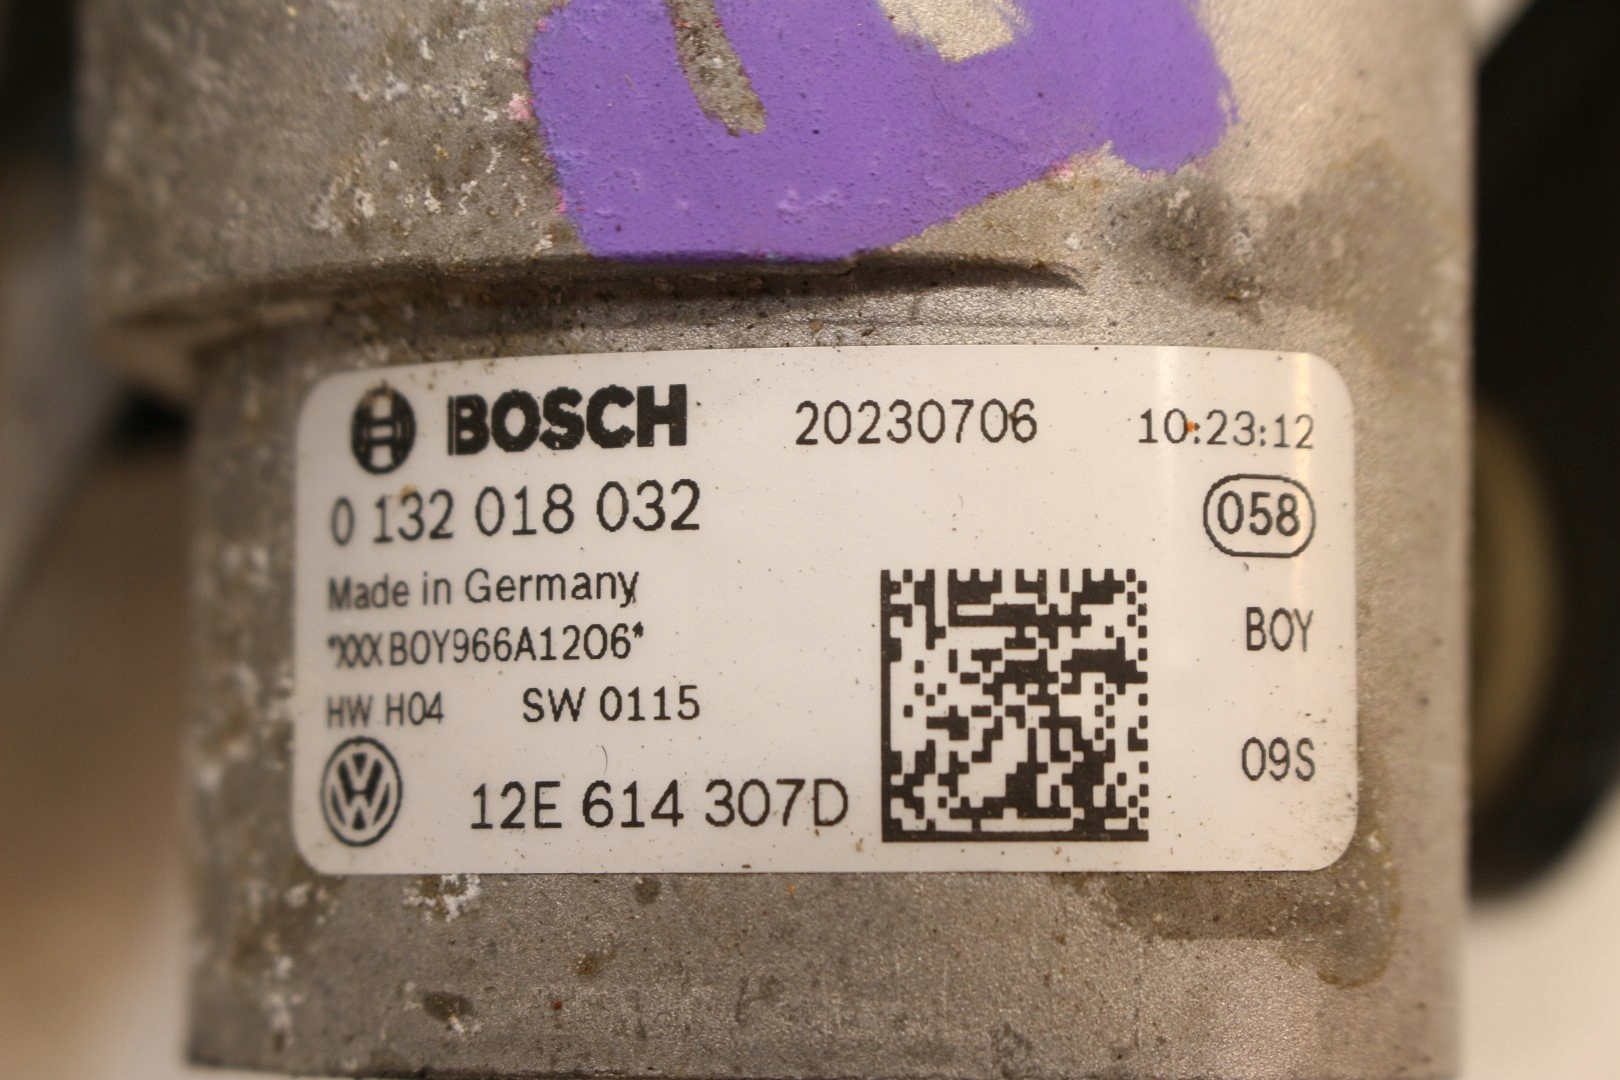 BOSCH 20230706 10:23:12
0 132 018 032 058
Made in Germany
*XXXBOY966A1206* BOY
HW H04 SW 0115
12E 614 307D 09S